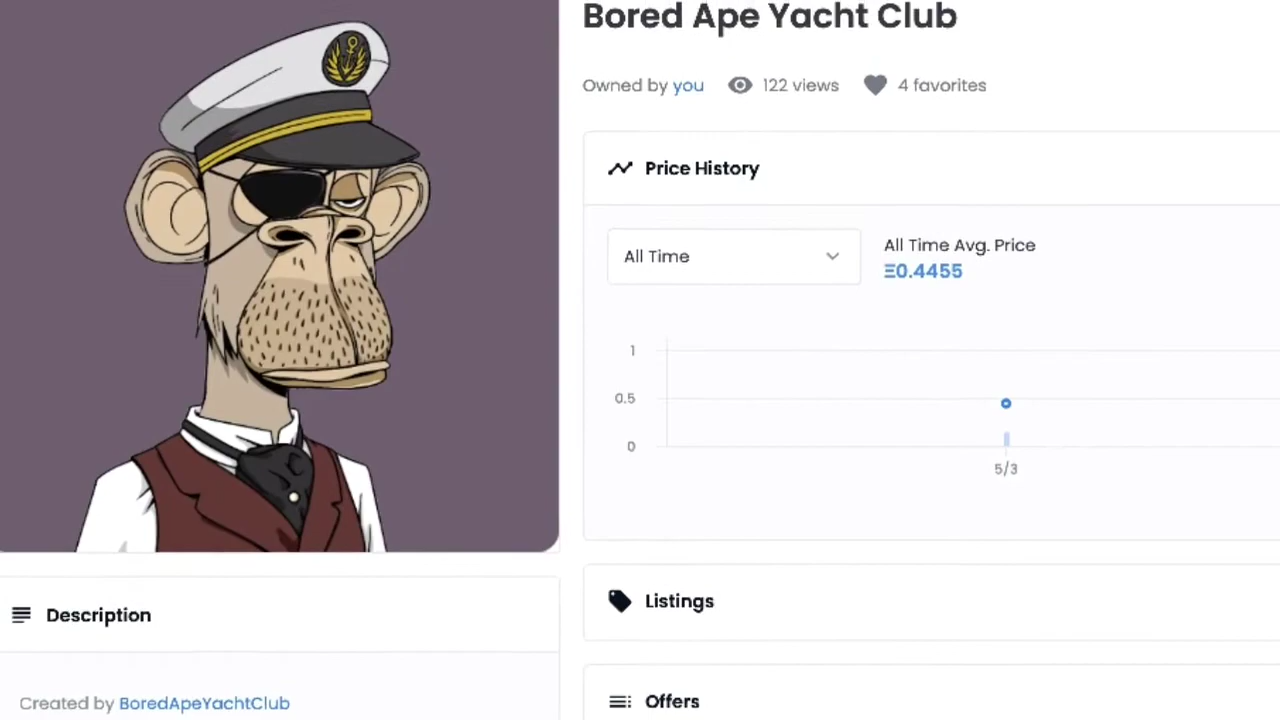 Bored Ape Yacht Club
Owned by you 122 views 4 favorites
Price History
All Time
All Time Avg. Price
Ξ0.4455
1
0.5
0
5/3
Listings
Offers
Description
Created by BoredApeYachtClub